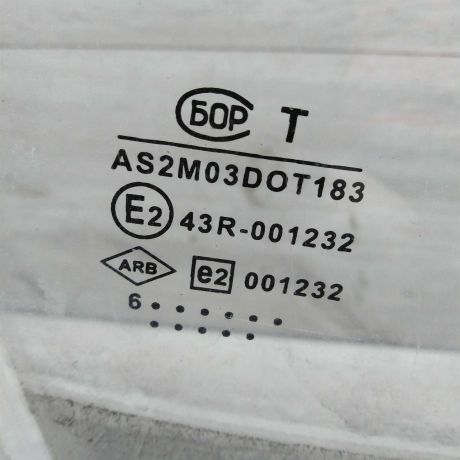 БОР T
AS2M03DOT183
E2 43R-001232
ARB e2 001232
6